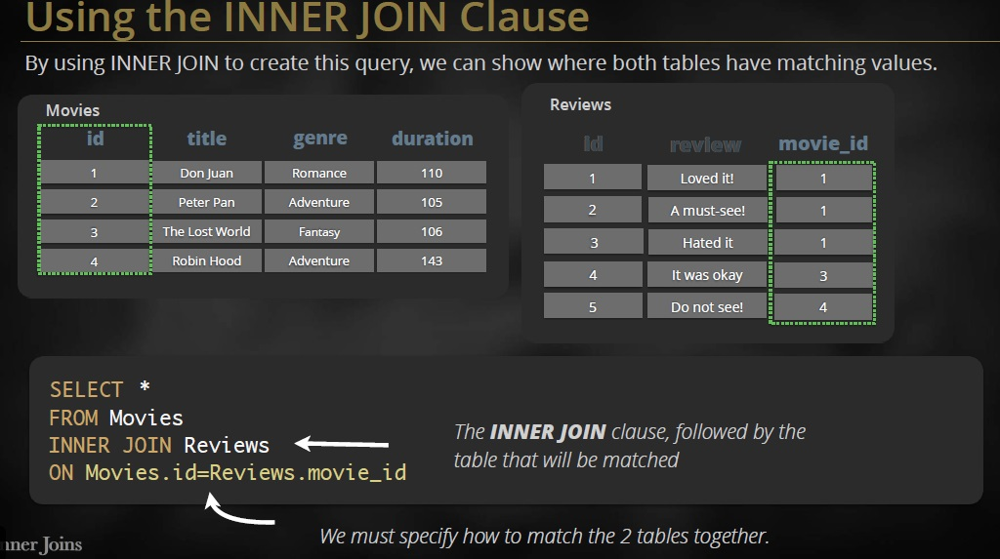 Using the INNER JOIN Clause
By using INNER JOIN to create this query, we can show where both tables have matching values.
Movies
id title genre duration
1 Don Juan Romance 110
2 Peter Pan Adventure 105
3 The Lost World Fantasy 106
4 Robin Hood Adventure 143
Reviews
id review movie_id
1 Loved it! 1
2 A must-see! 1
3 Hated it 1
4 It was okay 3
5 Do not see! 4
SELECT *
FROM Movies
INNER JOIN Reviews
ON Movies.id=Reviews.movie_id
The INNER JOIN clause, followed by the
table that will be matched
We must specify how to match the 2 tables together.
nner Joins